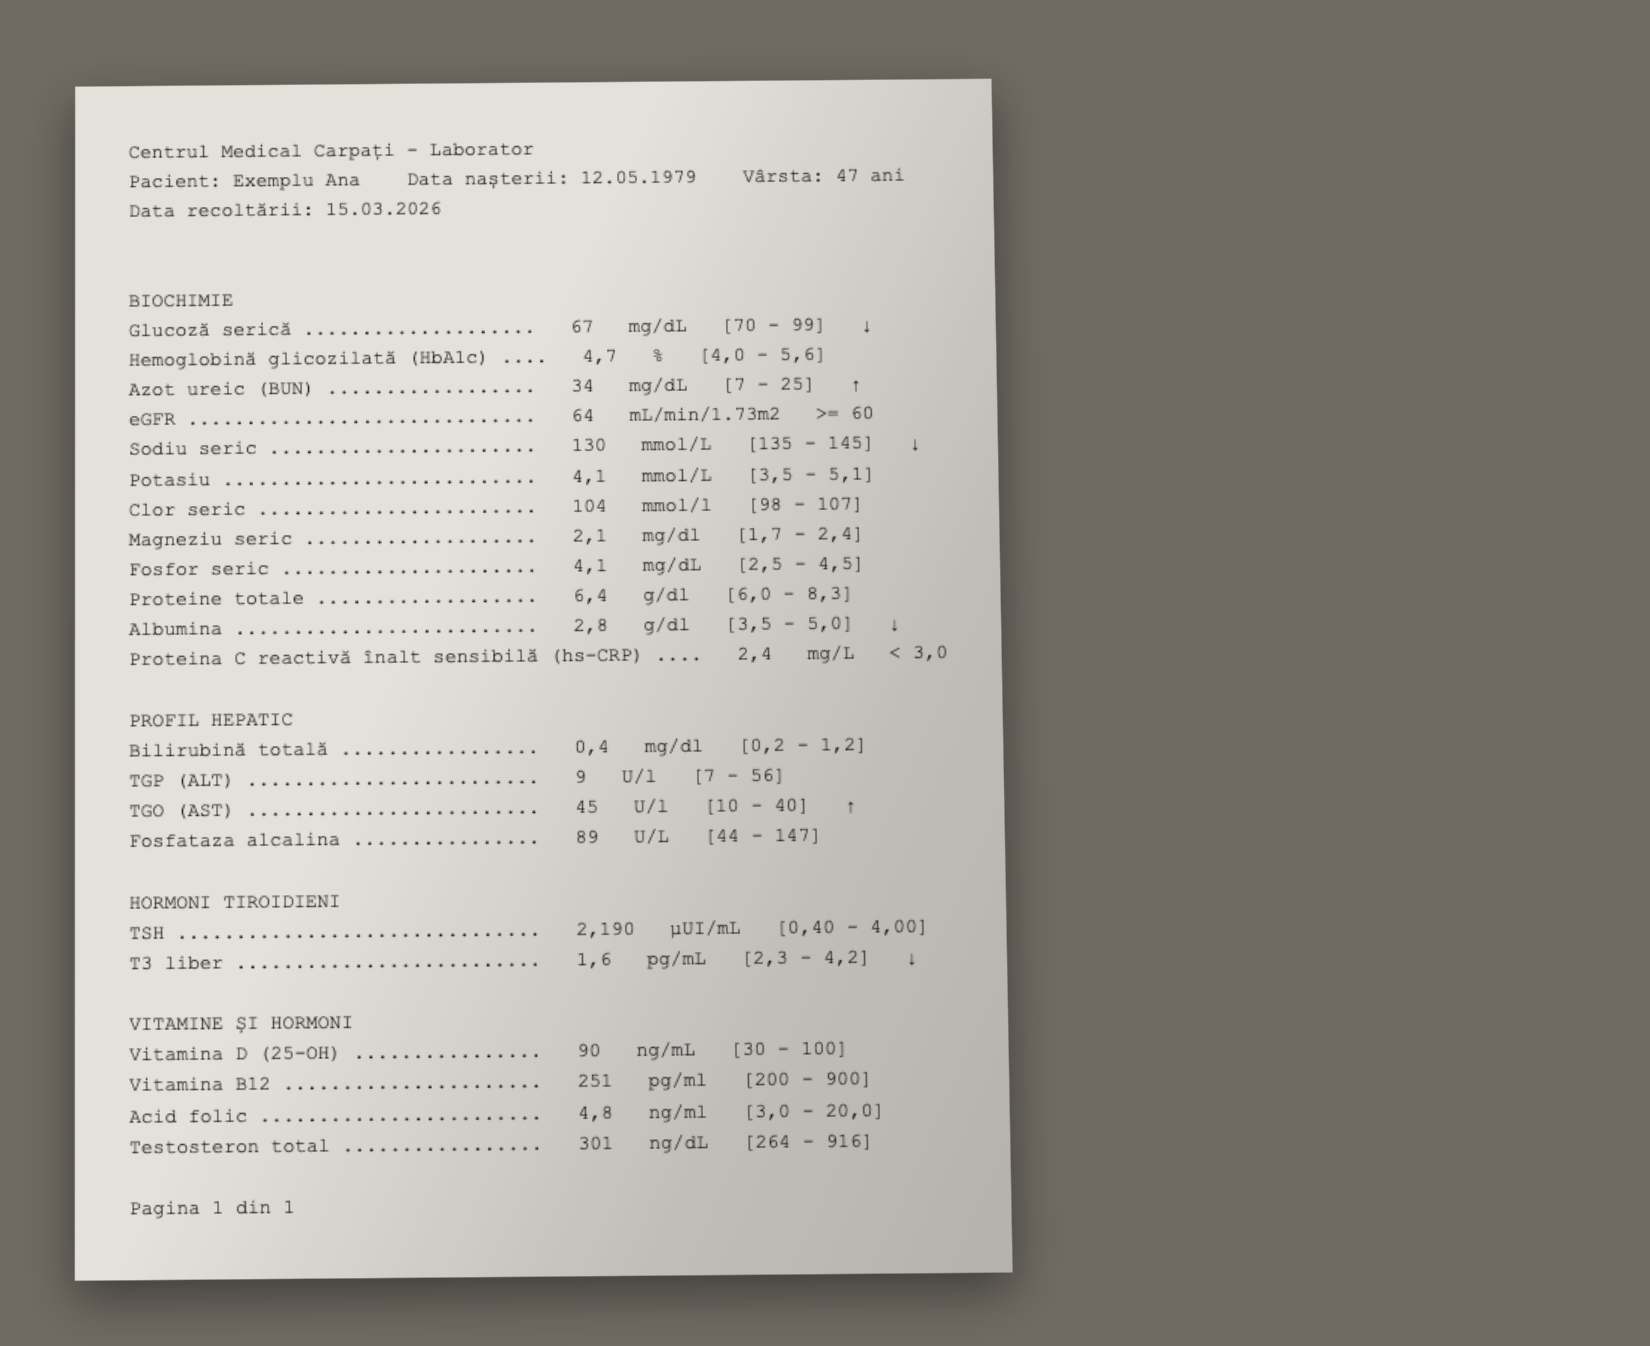 Centrul Medical Carpați - Laborator
Pacient: Exemplu Ana    Data nașterii: 12.05.1979    Vârsta: 47 ani
Data recoltării: 15.03.2026
BIOCHIMIE
Glucoză serică ....................   67   mg/dL   [70 - 99]   ↓
Hemoglobină glicozilată (HbA1c) ....   4,7   %   [4,0 - 5,6]
Azot ureic (BUN) ..................   34   mg/dL   [7 - 25]   ↑
eGFR ..............................   64   mL/min/1.73m2   >= 60
Sodiu seric .......................   130   mmol/L   [135 - 145]   ↓
Potasiu ...........................   4,1   mmol/L   [3,5 - 5,1]
Clor seric ........................   104   mmol/l   [98 - 107]
Magneziu seric ....................   2,1   mg/dl   [1,7 - 2,4]
Fosfor seric ......................   4,1   mg/dL   [2,5 - 4,5]
Proteine totale ...................   6,4   g/dl   [6,0 - 8,3]
Albumina ..........................   2,8   g/dl   [3,5 - 5,0]   ↓
Proteina C reactivă înalt sensibilă (hs-CRP) ....   2,4   mg/L   < 3,0
PROFIL HEPATIC
Bilirubină totală .................   0,4   mg/dl   [0,2 - 1,2]
TGP (ALT) .........................   9   U/l   [7 - 56]
TGO (AST) .........................   45   U/l   [10 - 40]   ↑
Fosfataza alcalina ................   89   U/L   [44 - 147]
HORMONI TIROIDIENI
TSH ...............................   2,190   µUI/mL   [0,40 - 4,00]
T3 liber ..........................   1,6   pg/mL   [2,3 - 4,2]   ↓
VITAMINE ȘI HORMONI
Vitamina D (25-OH) ................   90   ng/mL   [30 - 100]
Vitamina B12 ......................   251   pg/ml   [200 - 900]
Acid folic ........................   4,8   ng/ml   [3,0 - 20,0]
Testosteron total .................   301   ng/dL   [264 - 916]
Pagina 1 din 1